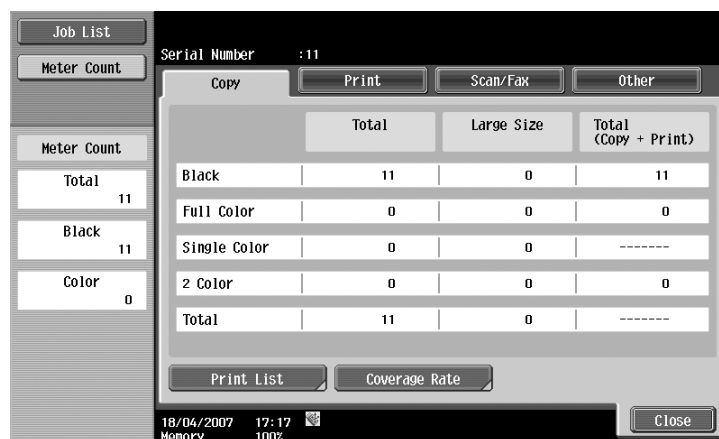 Job List
Meter Count
Serial Number :11
Copy Print Scan/Fax Other
Total Large Size Total
(Copy + Print)
Meter Count
Total
11
Black
11
Color
0
Black 11 0 11
Full Color 0 0 0
Single Color 0 0 -------
2 Color 0 0 0
Total 11 0 -------
Print List Coverage Rate
18/04/2007 17:17
Memory 100%
Close